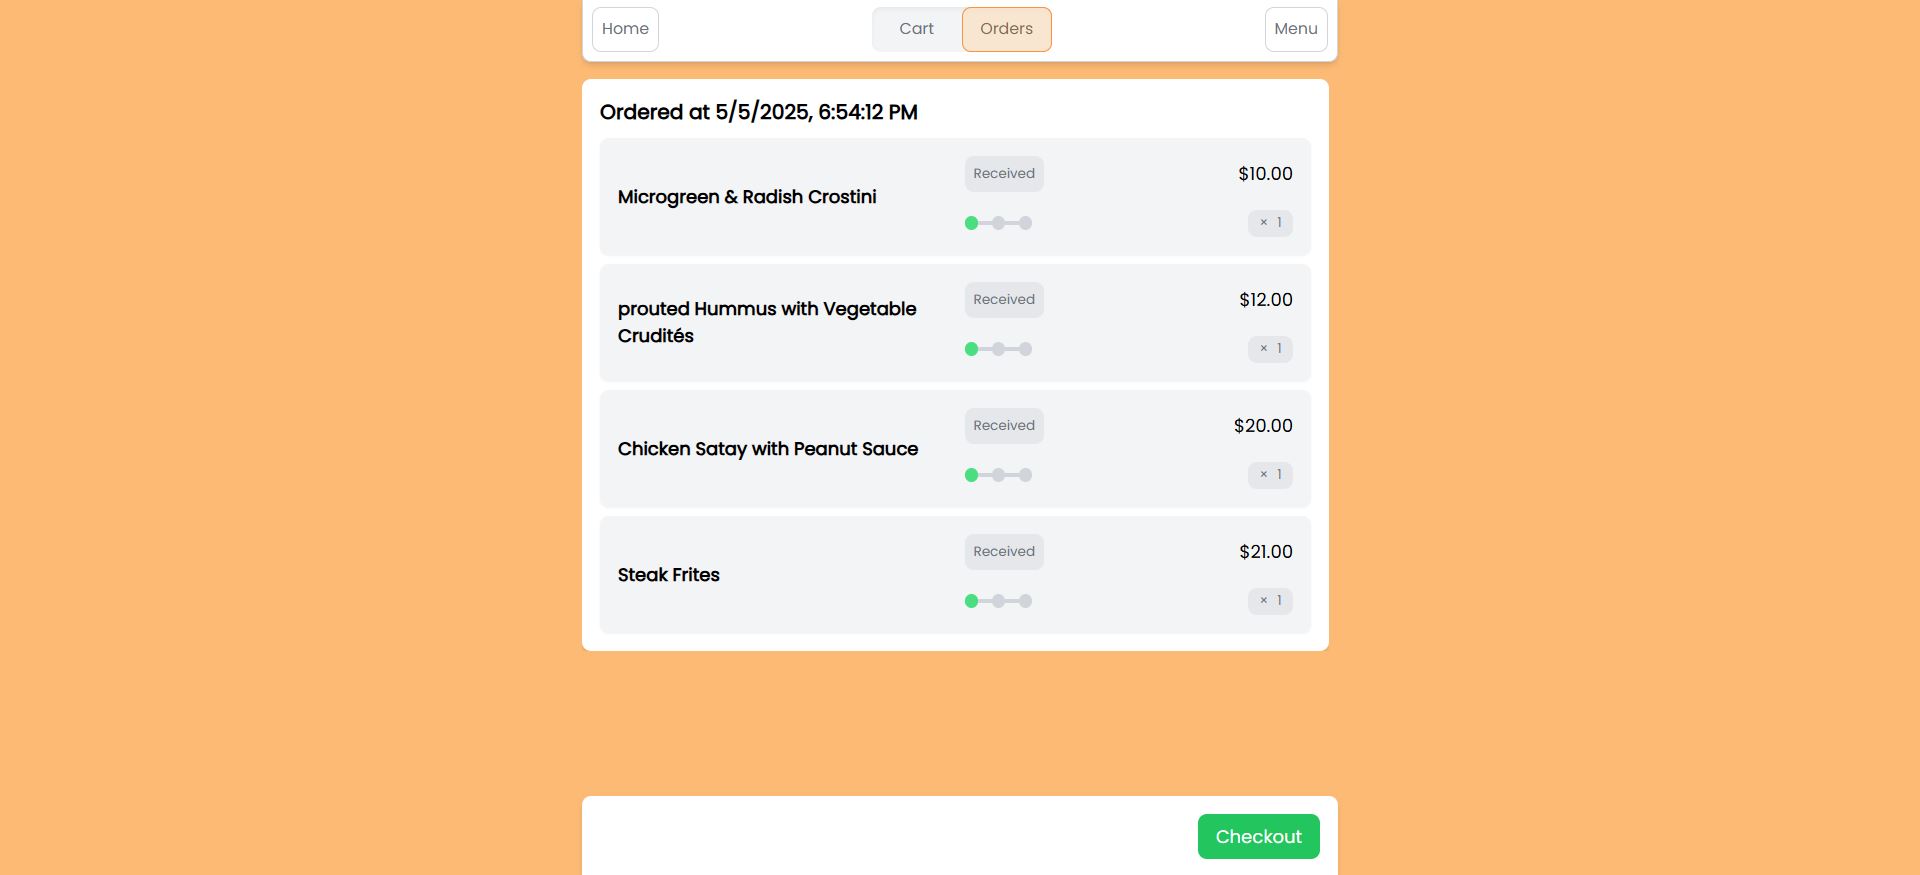 Home
Cart
Orders
Menu
Ordered at 5/5/2025, 6:54:12 PM
Microgreen & Radish Crostini
Received
$10.00
× 1
prouted Hummus with Vegetable
Crudités
Received
$12.00
× 1
Chicken Satay with Peanut Sauce
Received
$20.00
× 1
Steak Frites
Received
$21.00
× 1
Checkout